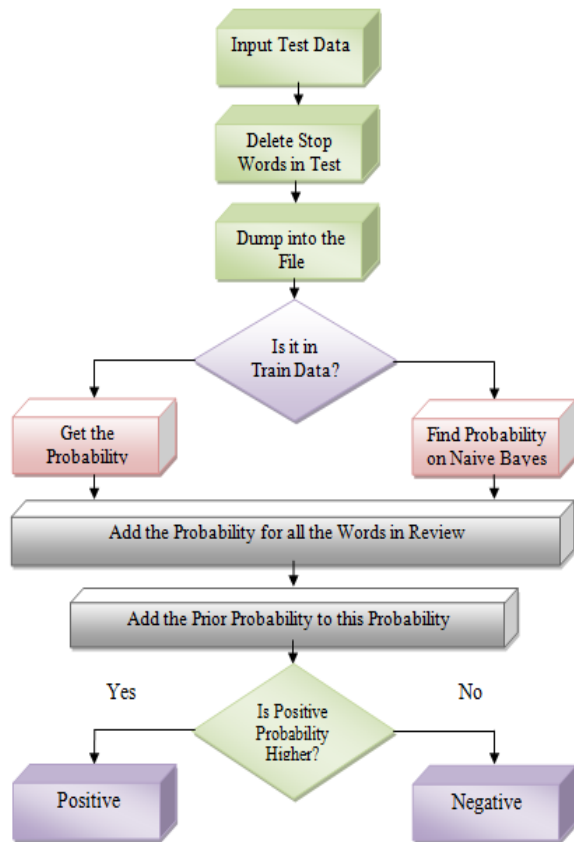 Input Test Data
Delete Stop
Words in Test
Dump into the
File
Is it in
Train Data?
Get the
Probability
Find Probability
on Naive Bayes
Add the Probability for all the Words in Review
Add the Prior Probability to this Probability
Yes
No
Is Positive
Probability
Higher?
Positive
Negative